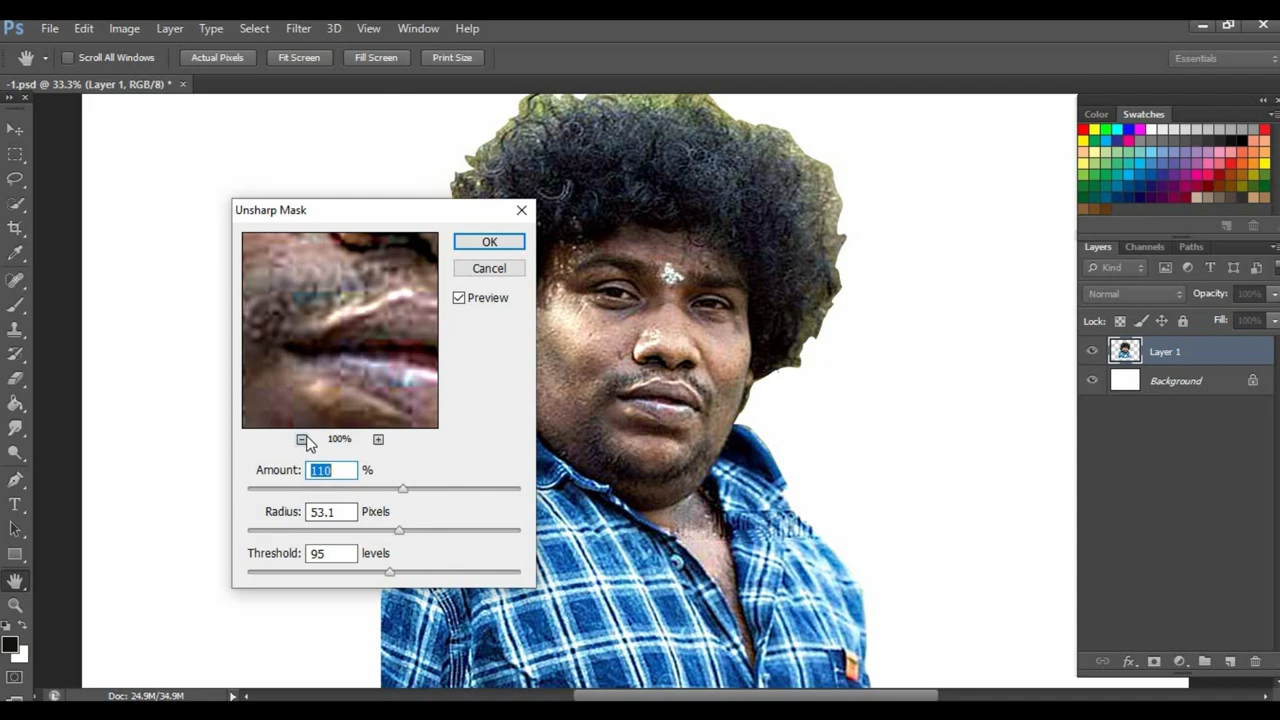 Ps File Edit Image Layer Type Select Filter 3D View Window Help
Scroll All Windows Actual Pixels Fit Screen Fill Screen Print Size Essentials
-1.psd @ 33.3% (Layer 1, RGB/8) * ×
Color Swatches
Unsharp Mask
OK
Cancel
Preview
100%
Amount: 110 %
Radius: 53.1 Pixels
Threshold: 95 levels
Layers Channels Paths
Kind
Normal Opacity: 100%
Lock: Fill: 100%
Layer 1
Background
Doc: 24.9M/34.9M